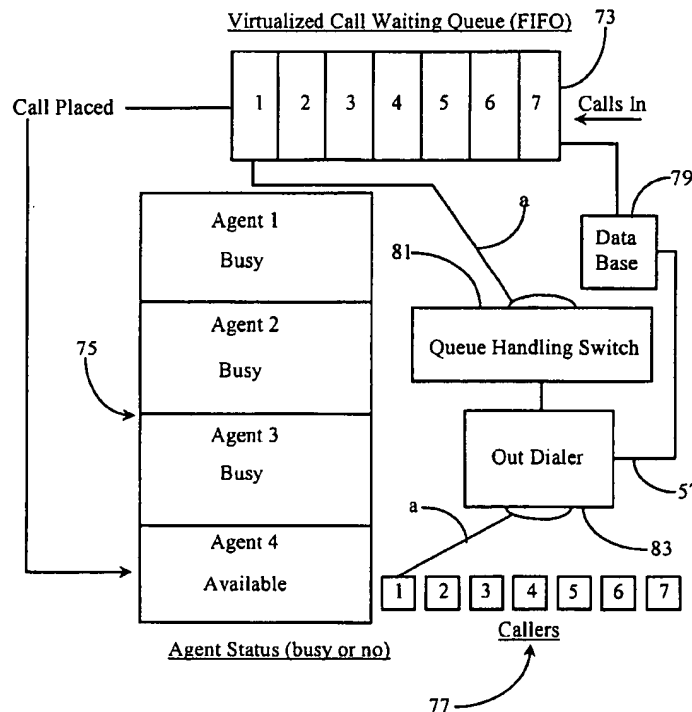 Virtualized Call Waiting Queue (FIFO)
73
Call Placed
1 2 3 4 5 6 7
Calls In
79
Data
Base
a
81
Agent 1
Busy
Queue Handling Switch
Agent 2
Busy
75
Agent 3
Busy
Out Dialer
57
a
83
Agent 4
Available
1 2 3 4 5 6 7
Callers
Agent Status (busy or no)
77